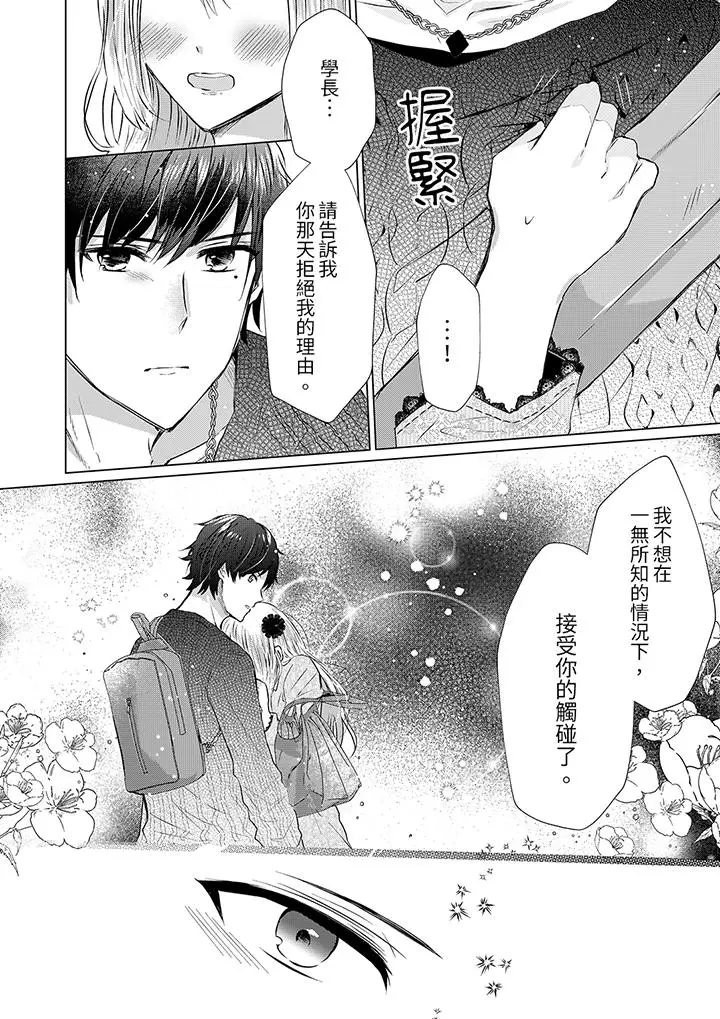 握緊
…！
學長…
請告訴我
你那天拒絕我的理由。
我不想在
一無所知的情況下，
接受你的觸碰了。